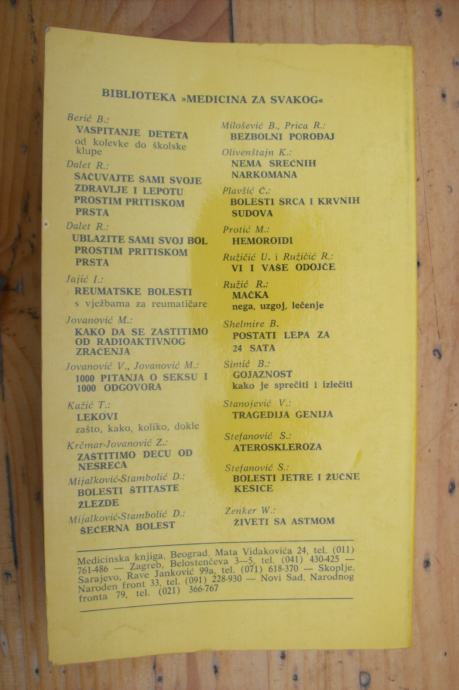 BIBLIOTEKA »MEDICINA ZA SVAKOG«
Berić B.:
VASPITANJE DETETA
od kolevke do školske
klupe
Dalet R.:
SAČUVAJTE SAMI SVOJE
ZDRAVLJE I LEPOTU
PROSTIM PRITISKOM
PRSTA
Dalet R.:
UBLAŽITE SAMI SVOJ BOL
PROSTIM PRITISKOM
PRSTA
Jajić I.:
REUMATSKE BOLESTI
s vježbama za reumatičare
Jovanović M.:
KAKO DA SE ZAŠTITIMO
OD RADIOAKTIVNOG
ZRAČENJA
Jovanović V., Jovanović M.:
1000 PITANJA O SEKSU I
1000 ODGOVORA
Kažić T.:
LEKOVI
zašto, kako, koliko, dokle
Krčmar-Jovanović Z.:
ZAŠTITIMO DECU OD
NESREĆA
Mijalković-Stambolić D.:
BOLESTI ŠTITASTE
ŽLEZDE
Mijalković-Stambolić D.:
ŠEĆERNA BOLEST
Milošević B., Prica R.:
BEZBOLNI POROĐAJ
Olivenštajn K.:
NEMA SREĆNIH
NARKOMANA
Plavšić Č.:
BOLESTI SRCA I KRVNIH
SUDOVA
Protić M.:
HEMOROIDI
Ružičić U. i Ružičić R.:
VI I VAŠE ODOJČE
Ružić R.:
MAČKA
nega, uzgoj, lečenje
Shelmire B.
POSTATI LEPA ZA
24 SATA
Simić B.:
GOJAZNOST
kako je sprečiti i izlečiti
Stanojević V.:
TRAGEDIJA GENIJA
Stefanović S.:
ATEROSKLEROZA
Stefanović S.:
BOLESTI JETRE I ŽUČNE
KESICE
Zenker W.:
ŽIVETI SA ASTMOM
Medicinska knjiga, Beograd, Mata Vidakovića 24, tel. (011)
761-486 — Zagreb, Belostenčeva 3—5, tel. (041) 430-425 —
Sarajevo, Rave Janković 99a, tel. (071) 618-370 — Skoplje,
Naroden front 33, tel. (091) 228-930 — Novi Sad, Narodnog
fronta 79, tel. (021) 366-767